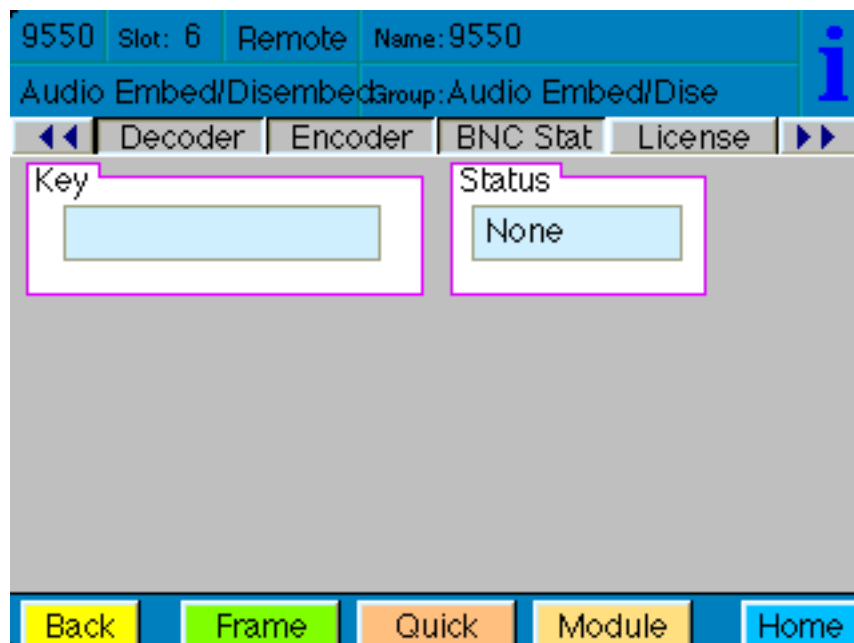 9550 Slot: 6 Remote Name: 9550
Audio Embed/Disembed Group: Audio Embed/Dise
Decoder Encoder BNC Stat License
Key Status
None
Back Frame Quick Module Home